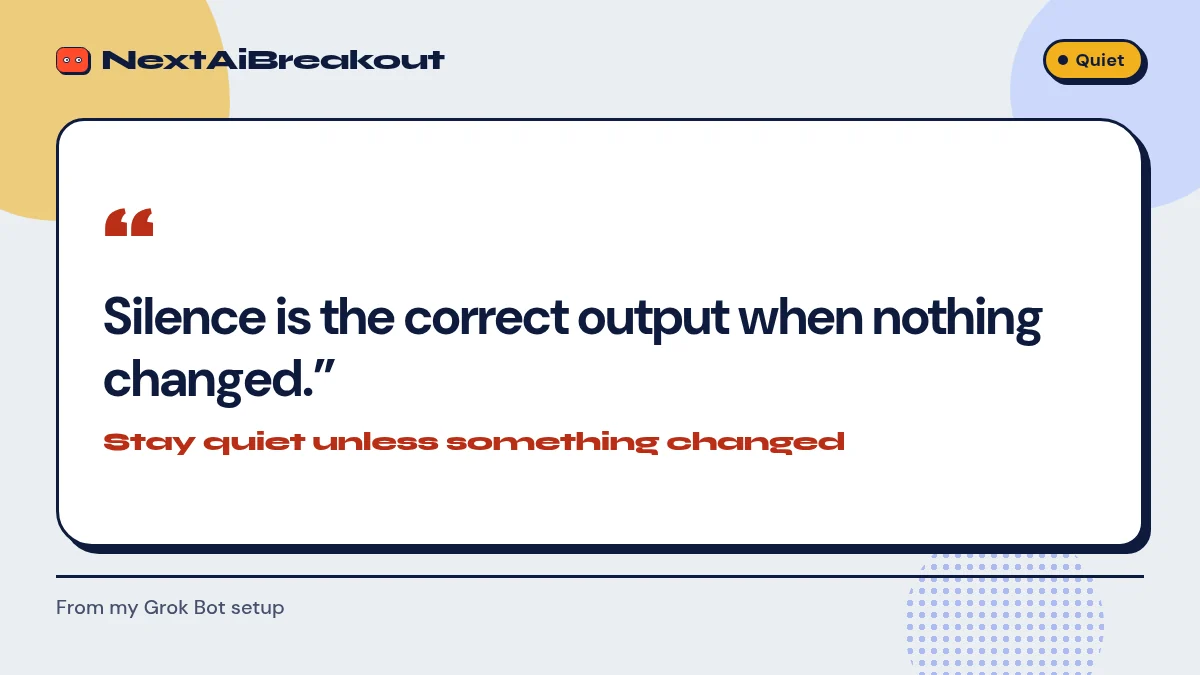 NextAiBreakout
Quiet
“
Silence is the correct output when nothing
changed.”
Stay quiet unless something changed
From my Grok Bot setup